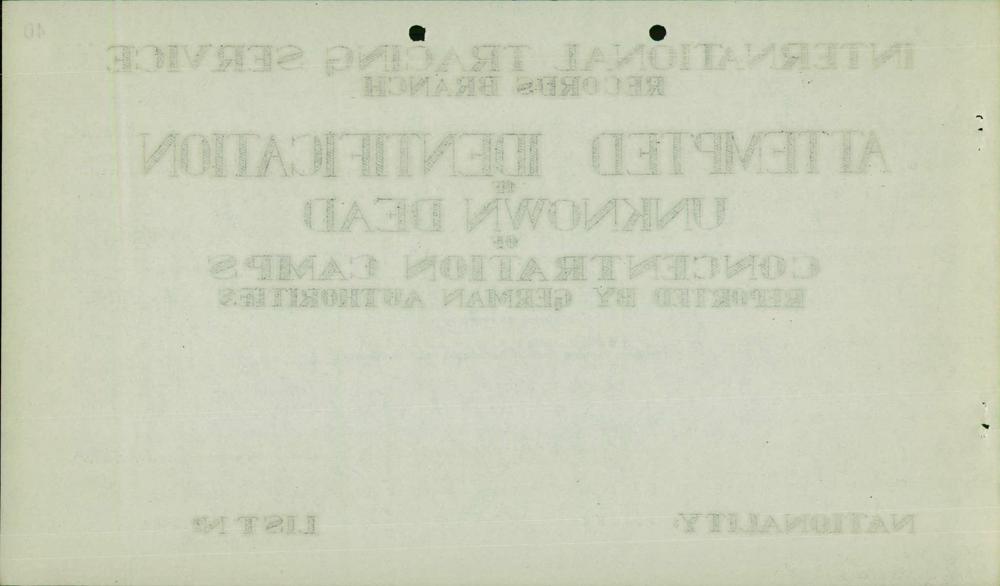 40
INTERNATIONAL TRACING SERVICE
RECORDS BRANCH
ATTEMPTED IDENTIFICATION
OF
UNKNOWN DEAD
OF
CONCENTRATION CAMPS
REPORTED BY GERMAN AUTHORITIES
NATIONALITY: LIST Nº